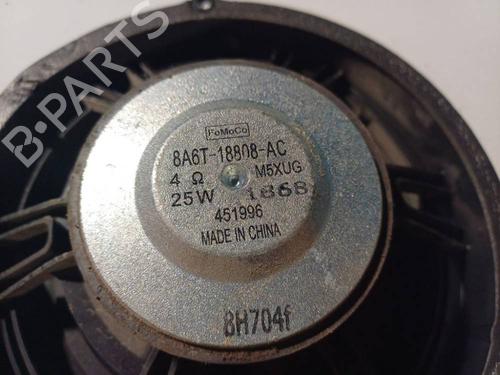 B-PARTS
FoMoCo
8A6T-18808-AC
4 Ω M5XUG
25W 1868
451996
MADE IN CHINA
8H704f